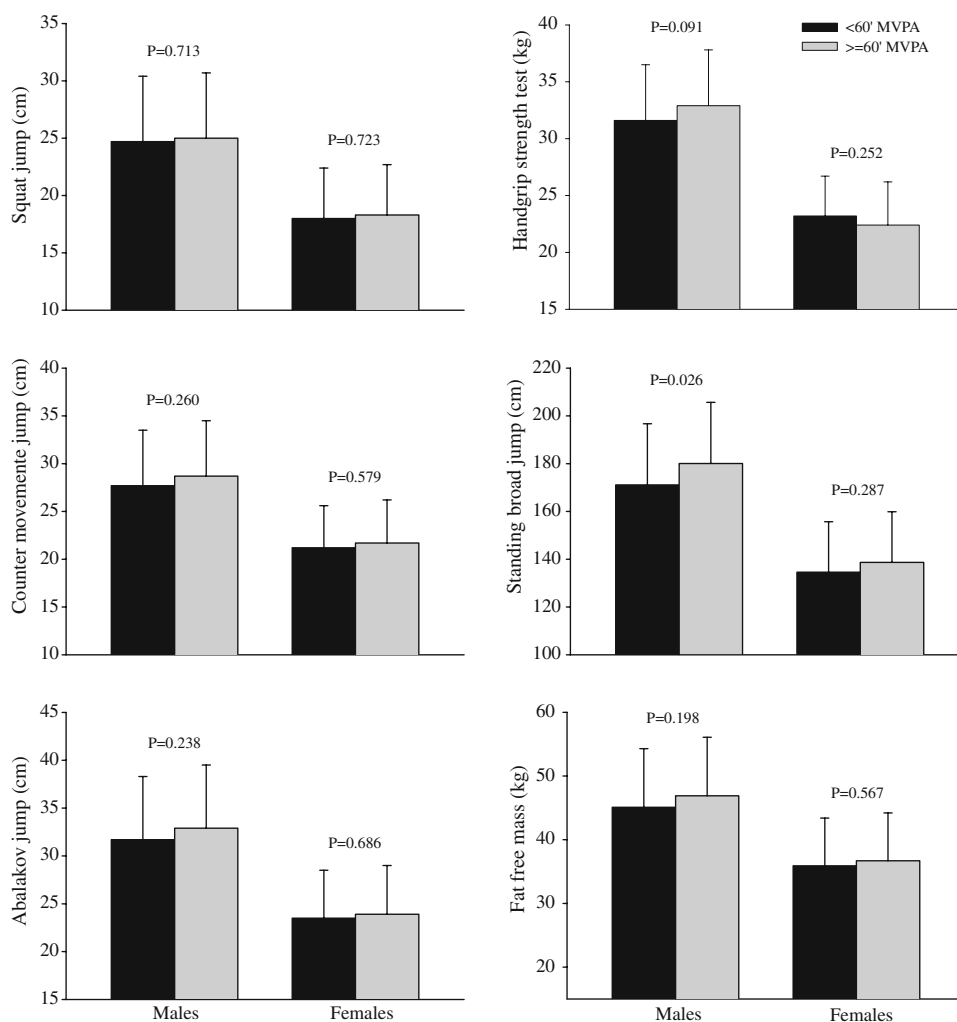 35
30
25
20
15
10
Squat jump (cm)
P=0.713
P=0.723
40
35
30
25
20
15
Handgrip strength test (kg)
P=0.091
P=0.252
<60' MVPA
>=60' MVPA
40
35
30
25
20
15
10
Counter movemente jump (cm)
P=0.260
P=0.579
220
200
180
160
140
120
100
Standing broad jump (cm)
P=0.026
P=0.287
45
40
35
30
25
20
15
Abalakov jump (cm)
P=0.238
P=0.686
Males
Females
60
50
40
30
20
Fat free mass (kg)
P=0.198
P=0.567
Males
Females